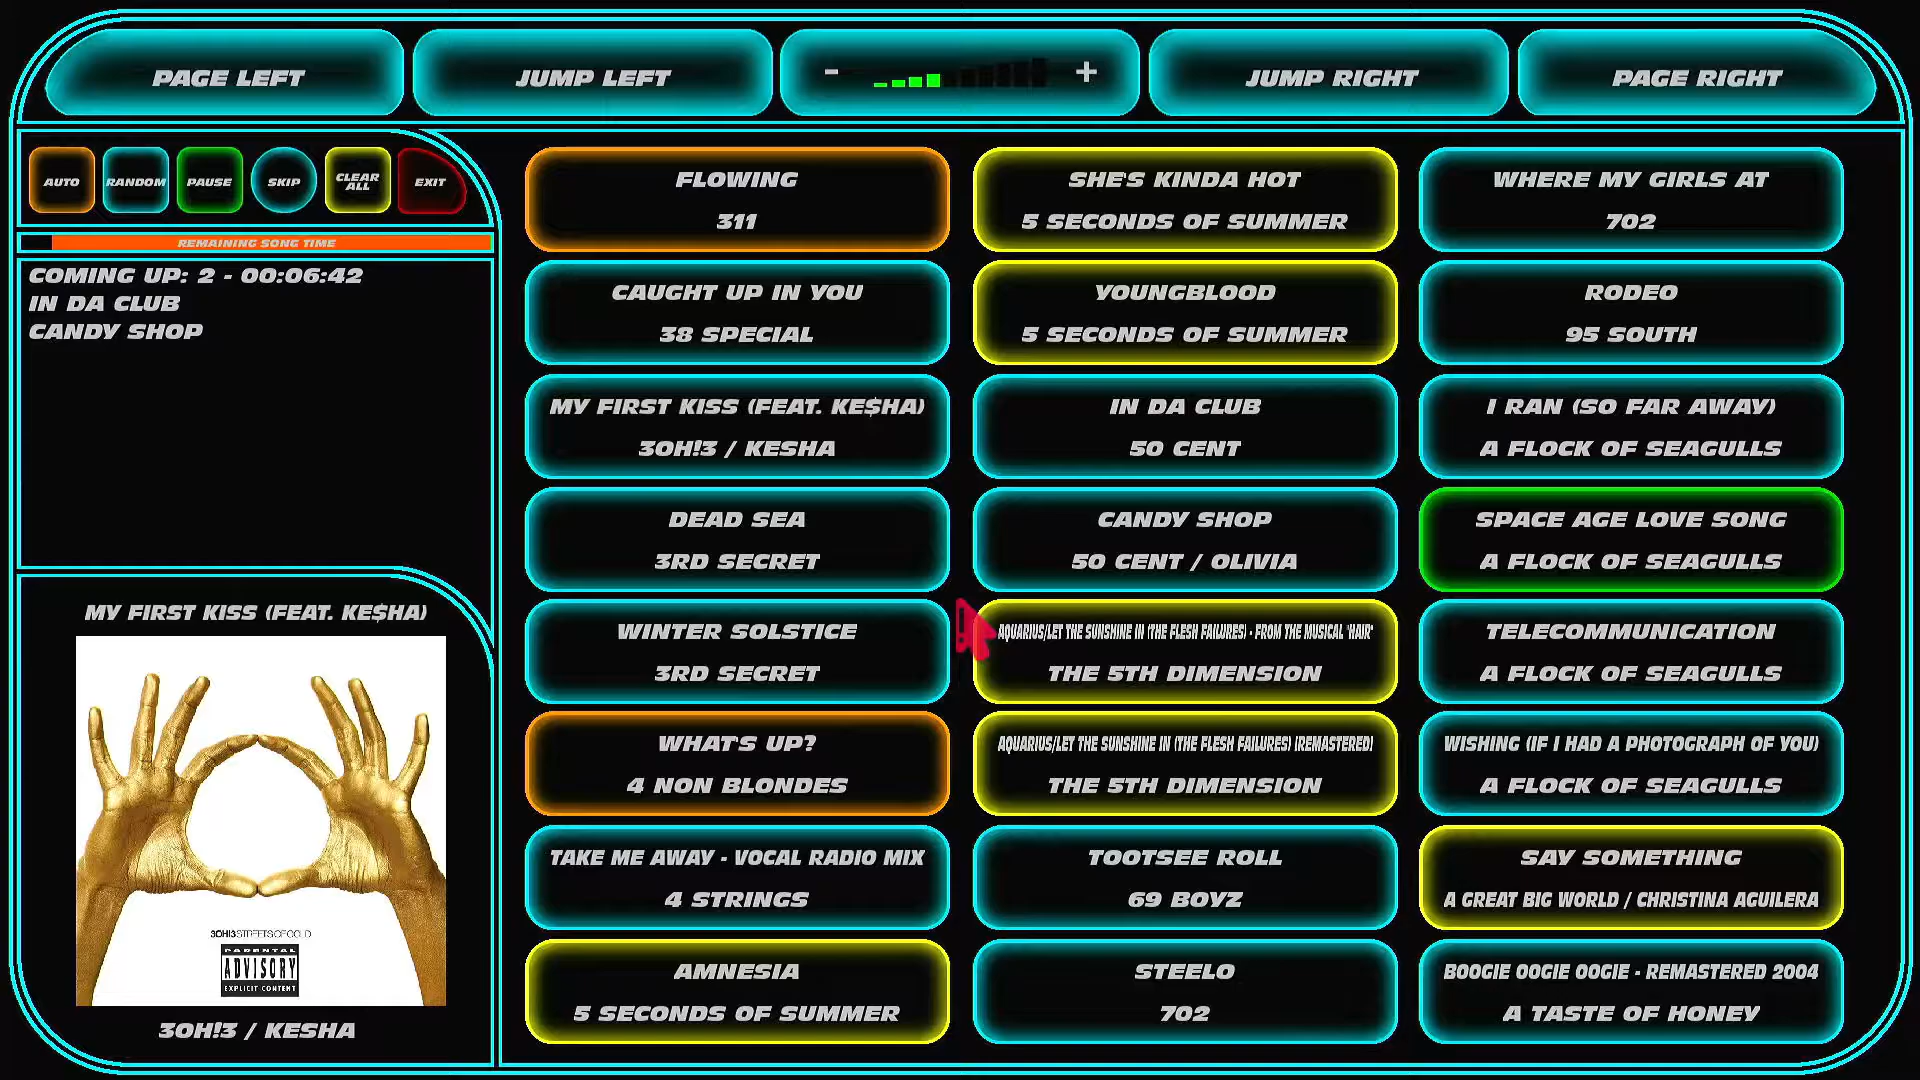 PAGE LEFT
JUMP LEFT
- +
JUMP RIGHT
PAGE RIGHT
AUTO
RANDOM
PAUSE
SKIP
CLEAR
ALL
EXIT
REMAINING SONG TIME
COMING UP: 2 - 00:06:42
IN DA CLUB
CANDY SHOP
MY FIRST KISS (FEAT. KE$HA)
3OH!3 STREETS OF GOLD
PARENTAL
ADVISORY
EXPLICIT CONTENT
3OH!3 / KESHA
FLOWING
311
CAUGHT UP IN YOU
38 SPECIAL
MY FIRST KISS (FEAT. KE$HA)
3OH!3 / KESHA
DEAD SEA
3RD SECRET
WINTER SOLSTICE
3RD SECRET
WHAT'S UP?
4 NON BLONDES
TAKE ME AWAY - VOCAL RADIO MIX
4 STRINGS
AMNESIA
5 SECONDS OF SUMMER
SHE'S KINDA HOT
5 SECONDS OF SUMMER
YOUNGBLOOD
5 SECONDS OF SUMMER
IN DA CLUB
50 CENT
CANDY SHOP
50 CENT / OLIVIA
AQUARIUS/LET THE SUNSHINE IN (THE FLESH FAILURES) - FROM THE MUSICAL 'HAIR'
THE 5TH DIMENSION
AQUARIUS/LET THE SUNSHINE IN (THE FLESH FAILURES) [REMASTERED]
THE 5TH DIMENSION
TOOTSEE ROLL
69 BOYZ
STEELO
702
WHERE MY GIRLS AT
702
RODEO
95 SOUTH
I RAN (SO FAR AWAY)
A FLOCK OF SEAGULLS
SPACE AGE LOVE SONG
A FLOCK OF SEAGULLS
TELECOMMUNICATION
A FLOCK OF SEAGULLS
WISHING (IF I HAD A PHOTOGRAPH OF YOU)
A FLOCK OF SEAGULLS
SAY SOMETHING
A GREAT BIG WORLD / CHRISTINA AGUILERA
BOOGIE OOGIE OOGIE - REMASTERED 2004
A TASTE OF HONEY